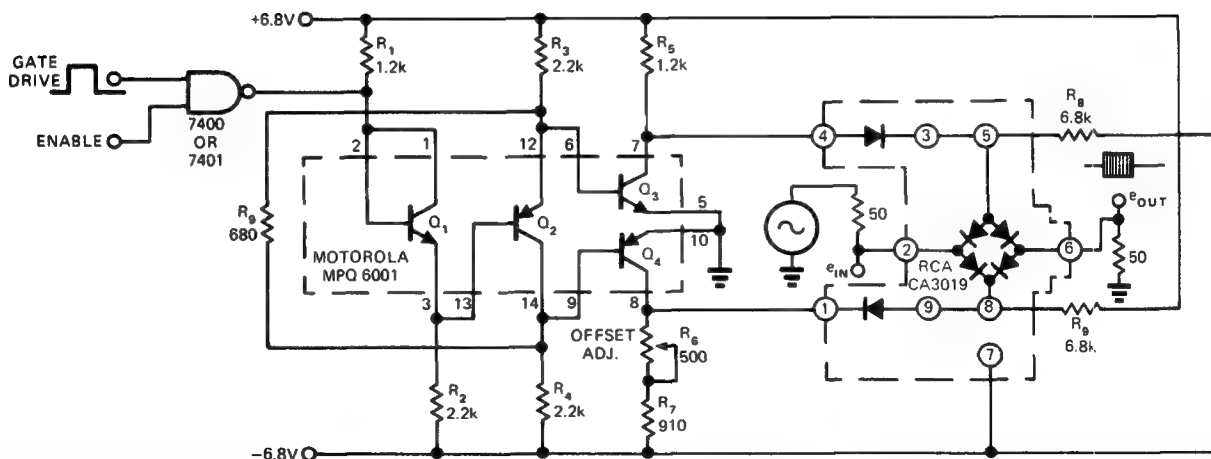 +6.8V
R1
1.2k
R3
2.2k
R5
1.2k
GATE
DRIVE
7400
OR
7401
ENABLE
2
1
12
6
7
4
3
5
R8
6.8k
R9
680
Q1
Q2
Q3
5
10
Q4
MOTOROLA
MPQ 6001
50
eIN
2
RCA
CA3019
6
eOUT
50
3
13
14
9
8
1
9
8
R9
6.8k
OFFSET
ADJ.
R6
500
7
R2
2.2k
R4
2.2k
R7
910
-6.8V